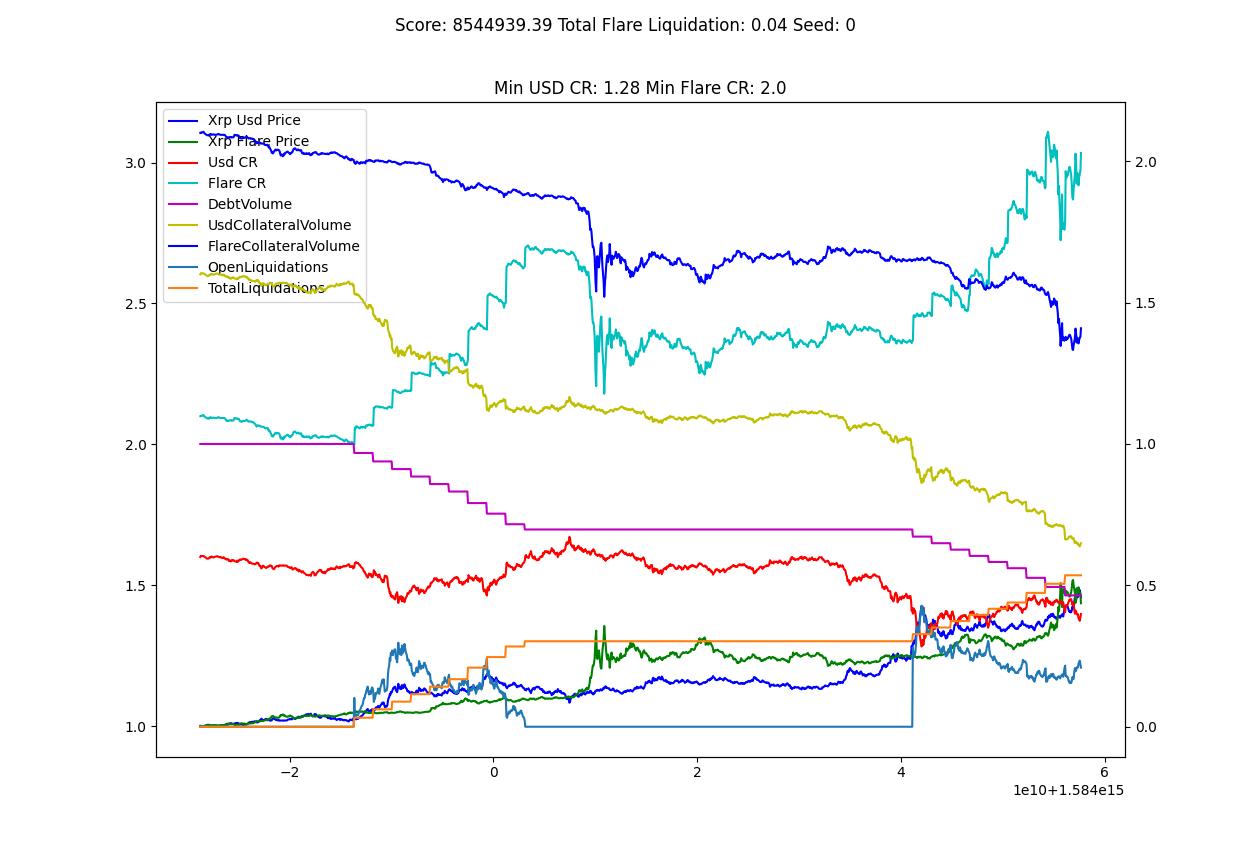 Score: 8544939.39 Total Flare Liquidation: 0.04 Seed: 0
Min USD CR: 1.28 Min Flare CR: 2.0
Xrp Usd Price
Xrp Flare Price
Usd CR
Flare CR
DebtVolume
UsdCollateralVolume
FlareCollateralVolume
OpenLiquidations
TotalLiquidations
3.0
2.5
2.0
1.5
1.0
2.0
1.5
1.0
0.5
0.0
−2
0
2
4
6
1e10+1.584e15